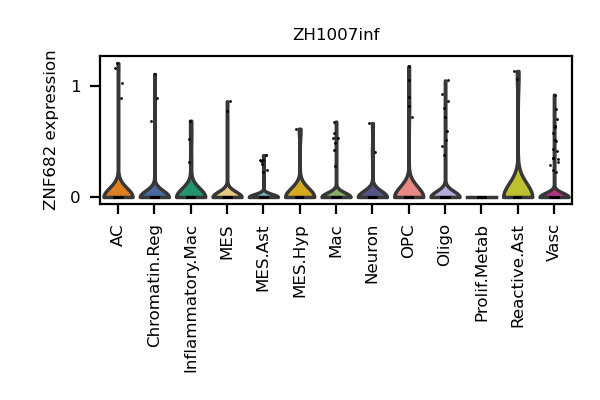 ZH1007inf
ZNF682 expression
1
0
AC
Chromatin.Reg
Inflammatory.Mac
MES
MES.Ast
MES.Hyp
Mac
Neuron
OPC
Oligo
Prolif.Metab
Reactive.Ast
Vasc